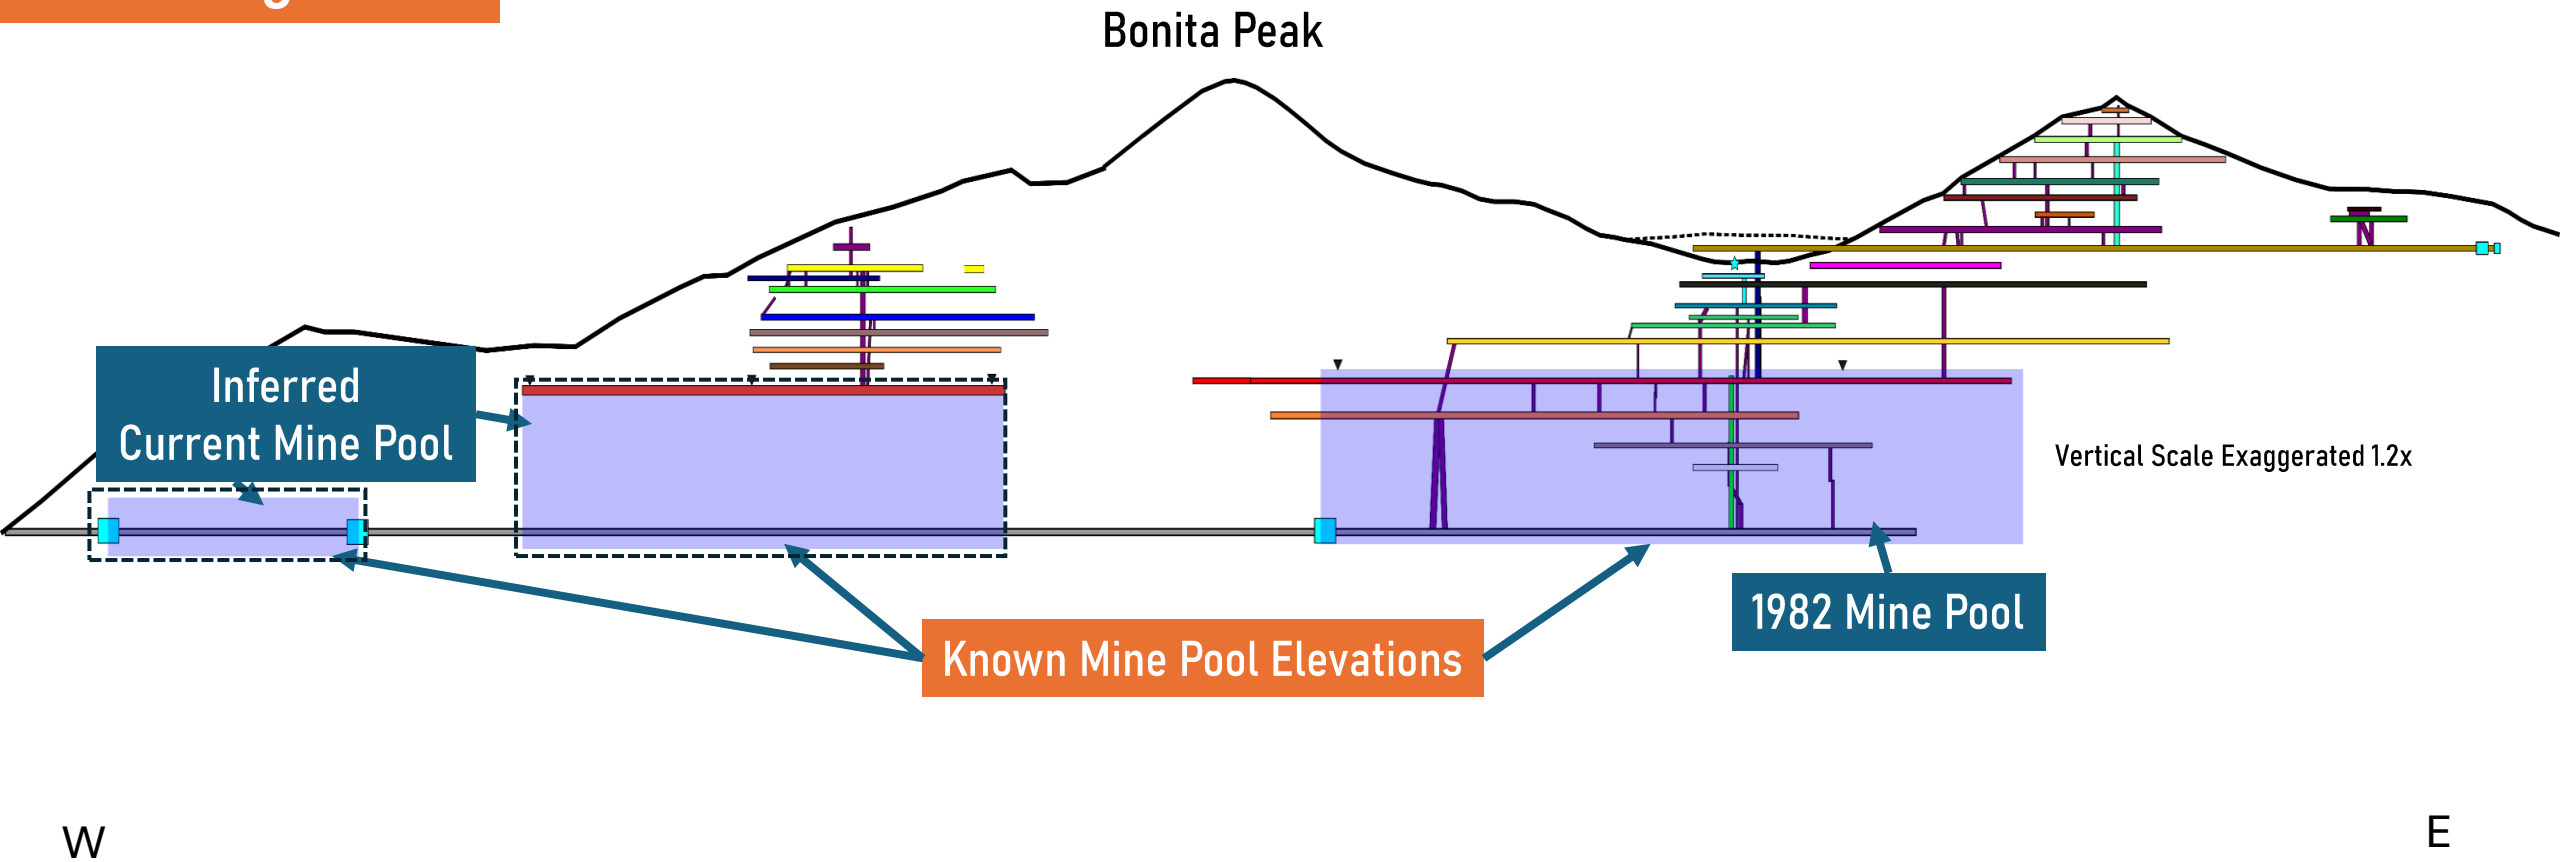 Bonita Peak
Inferred
Current Mine Pool
Vertical Scale Exaggerated 1.2x
1982 Mine Pool
Known Mine Pool Elevations
W
E